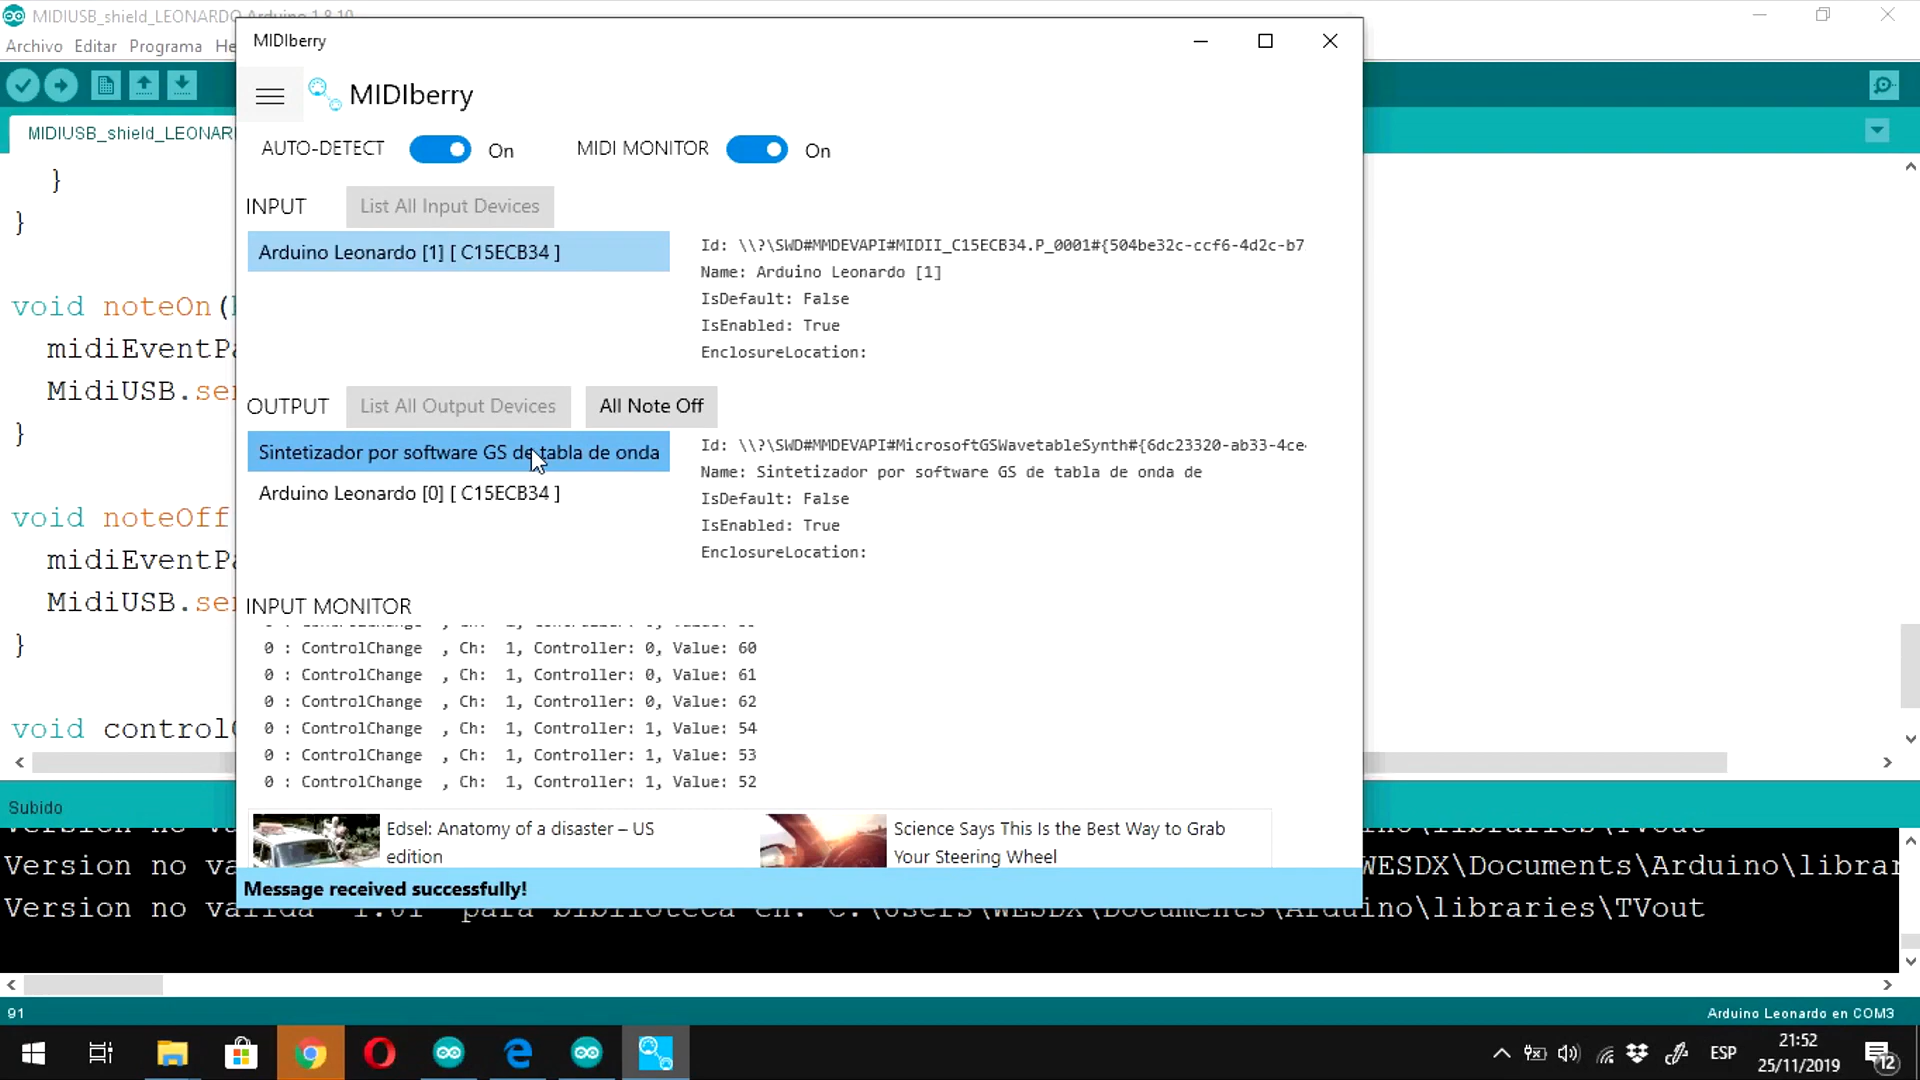 MIDIUSB_shield_LEONARDO Arduino 1.8.10
Archivo Editar Programa He
MIDIUSB_shield_LEONAR
}
}
void noteOn(
midiEventPa
MidiUSB.sen
}
void noteOff
midiEventPa
MidiUSB.sen
}
void control
MIDIberry
MIDIberry
AUTO-DETECT On MIDI MONITOR On
INPUT List All Input Devices
Arduino Leonardo [1] [ C15ECB34 ]
Id: \\?\SWD#MMDEVAPI#MIDII_C15ECB34.P_0001#{504be32c-ccf6-4d2c-b7
Name: Arduino Leonardo [1]
IsDefault: False
IsEnabled: True
EnclosureLocation:
OUTPUT List All Output Devices All Note Off
Sintetizador por software GS de tabla de onda
Arduino Leonardo [0] [ C15ECB34 ]
Id: \\?\SWD#MMDEVAPI#MicrosoftGSWavetableSynth#{6dc23320-ab33-4ce
Name: Sintetizador por software GS de tabla de onda de
IsDefault: False
IsEnabled: True
EnclosureLocation:
INPUT MONITOR
0 : ControlChange , Ch: 1, Controller: 0, Value: 60
0 : ControlChange , Ch: 1, Controller: 0, Value: 61
0 : ControlChange , Ch: 1, Controller: 0, Value: 62
0 : ControlChange , Ch: 1, Controller: 1, Value: 54
0 : ControlChange , Ch: 1, Controller: 1, Value: 53
0 : ControlChange , Ch: 1, Controller: 1, Value: 52
Edsel: Anatomy of a disaster – US
edition
Science Says This Is the Best Way to Grab
Your Steering Wheel
Message received successfully!
Subido
Version no va
Version no va WESDX\Documents\Arduino\librar
Version no valida '1.01' para biblioteca en: C:\Users\WESDX\Documents\Arduino\libraries\TVout
91
Arduino Leonardo en COM3
ESP
21:52
25/11/2019
12